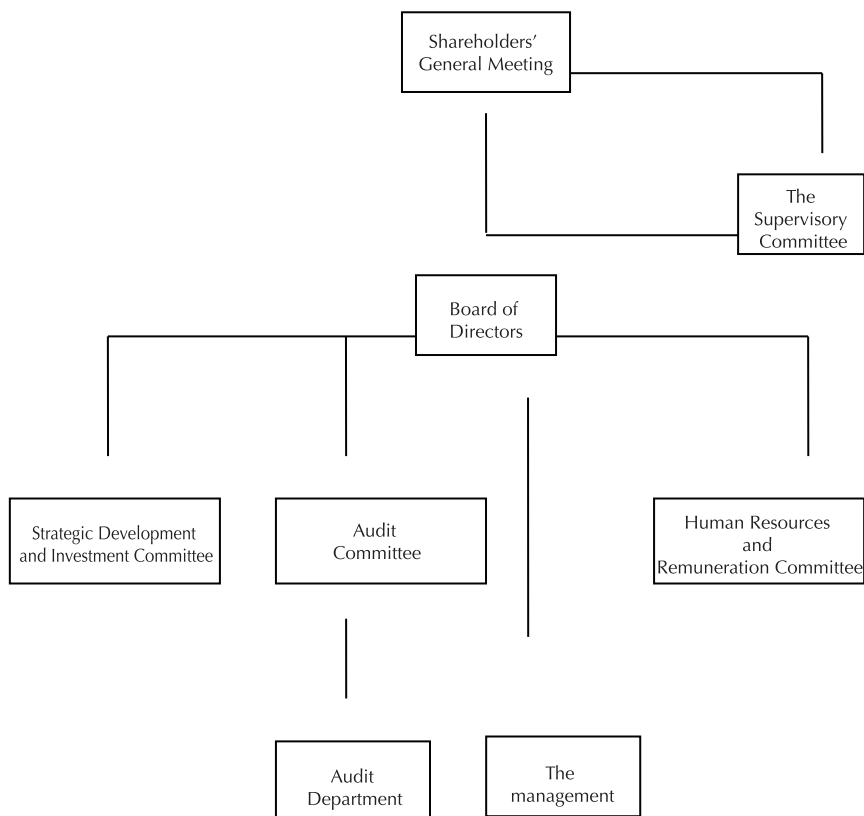 Shareholders’
General Meeting
The
Supervisory
Committee
Board of
Directors
Strategic Development
and Investment Committee
Audit
Committee
Human Resources
and
Remuneration Committee
Audit
Department
The
management